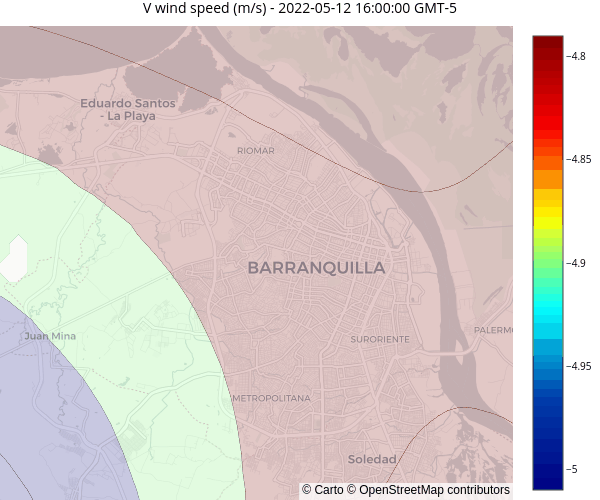 V wind speed (m/s) - 2022-05-12 16:00:00 GMT-5
Eduardo Santos
- La Playa
RIOMAR
BARRANQUILLA
Juan Mina
SURORIENTE
PALERMO
METROPOLITANA
Soledad
© Carto © OpenStreetMap contributors
−4.8
−4.85
−4.9
−4.95
−5